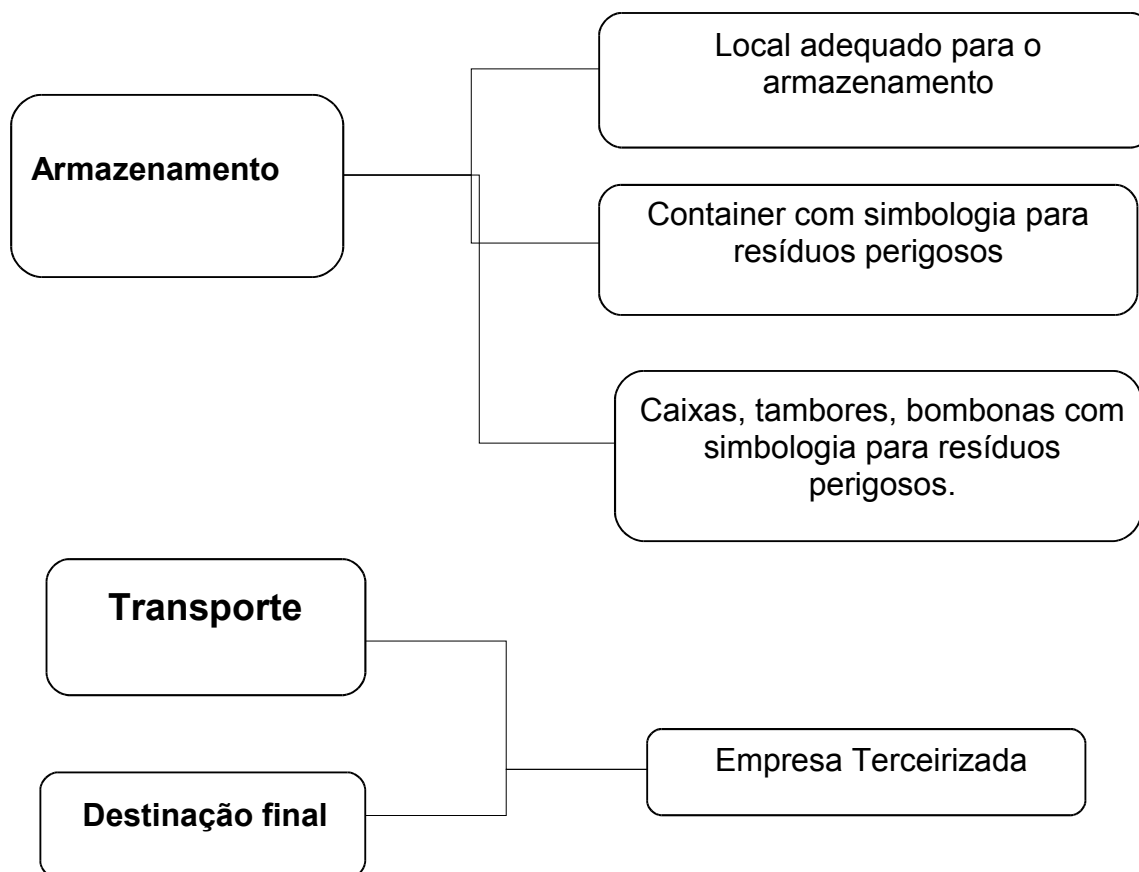 Local adequado para o
armazenamento
Armazenamento
Container com simbologia para
resíduos perigosos
Caixas, tambores, bombonas com
simbologia para resíduos
perigosos.
Transporte
Empresa Terceirizada
Destinação final